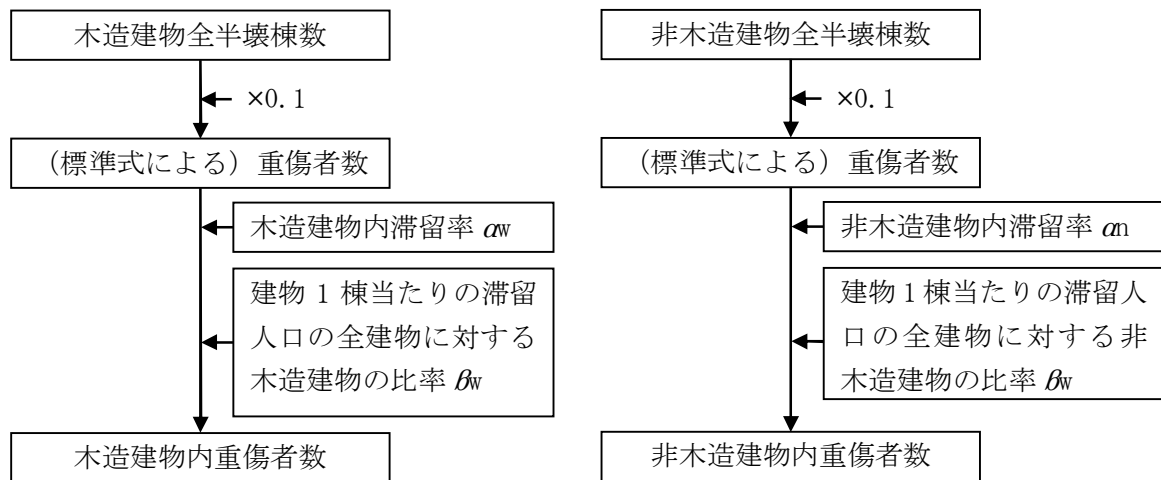 木造建物全半壊棟数
×0.1
(標準式による)重傷者数
木造建物内滞留率 αw
建物 1 棟当たりの滞留
人口の全建物に対する
木造建物の比率 βw
木造建物内重傷者数
非木造建物全半壊棟数
×0.1
(標準式による)重傷者数
非木造建物内滞留率 αn
建物 1 棟当たりの滞留人
口の全建物に対する非
木造建物の比率 βw
非木造建物内重傷者数